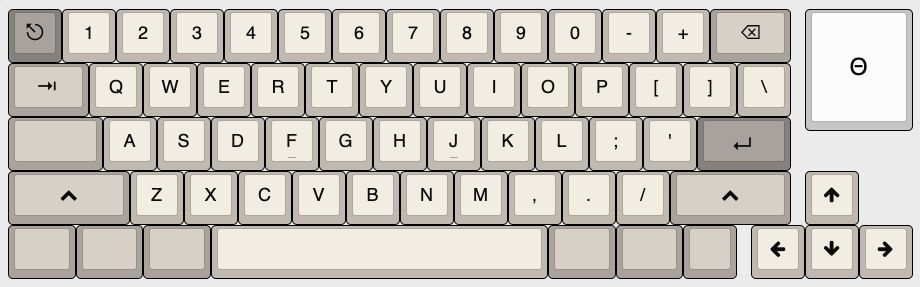 1 2 3 4 5 6 7 8 9 0 - +
Q W E R T Y U I O P [ ] \
A S D F G H J K L ; '
Z X C V B N M , . /